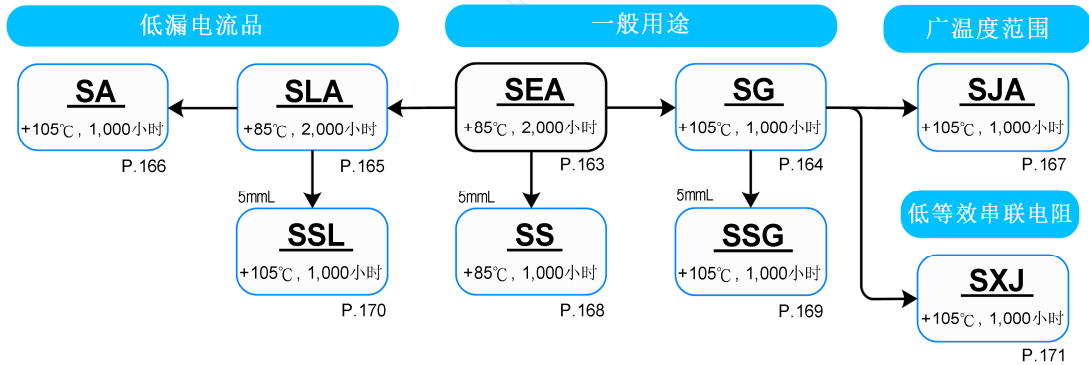 低漏电流品
一般用途
广温度范围
SA
+105℃, 1,000小时
P.166
SLA
+85℃, 2,000小时
P.165
SEA
+85℃, 2,000小时
P.163
SG
+105℃, 1,000小时
P.164
SJA
+105℃, 1,000小时
P.167
5mmL
SSL
+105℃, 1,000小时
P.170
5mmL
SS
+85℃, 1,000小时
P.168
5mmL
SSG
+105℃, 1,000小时
P.169
低等效串联电阻
SXJ
+105℃, 1,000小时
P.171